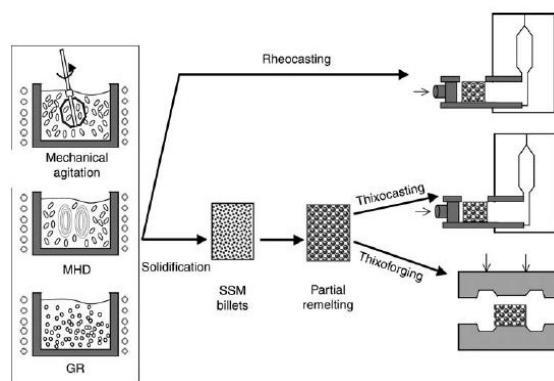 Rheocasting
Mechanical
agitation
MHD
GR
Solidification
SSM
billets
Partial
remelting
Thixocasting
Thixoforging